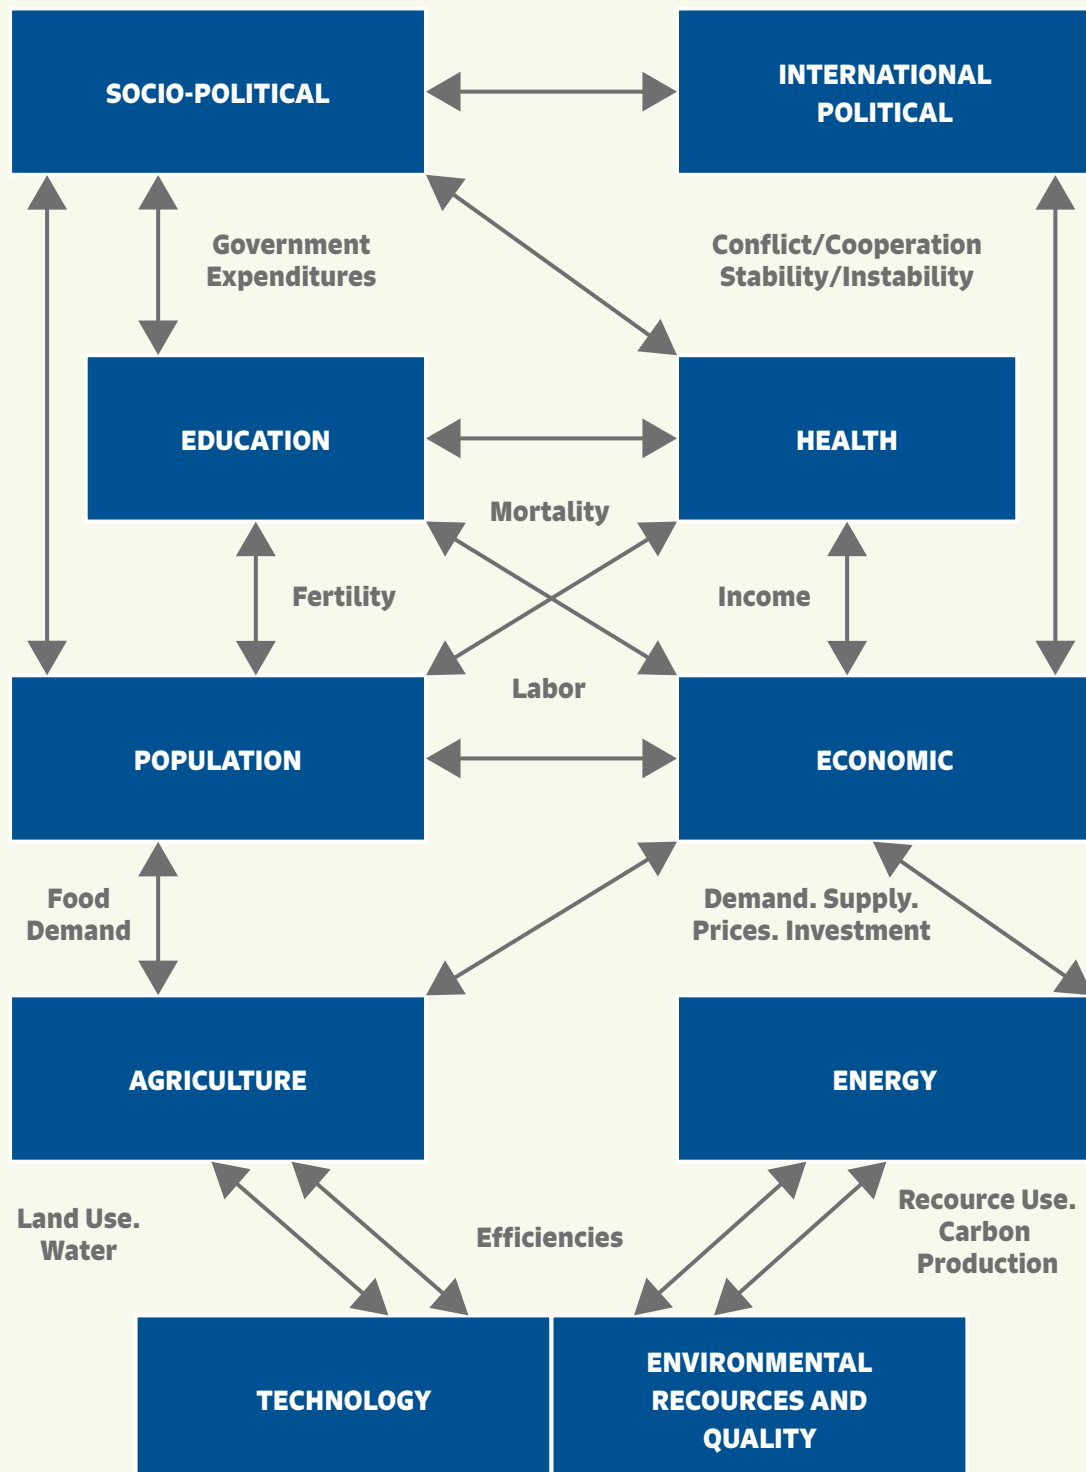 SOCIO-POLITICAL
INTERNATIONAL
POLITICAL
Government
Expenditures
Conflict/Cooperation
Stability/Instability
EDUCATION
HEALTH
Mortality
Fertility
Income
Labor
POPULATION
ECONOMIC
Food
Demand
Demand. Supply.
Prices. Investment
AGRICULTURE
ENERGY
Land Use.
Water
Efficiencies
Recource Use.
Carbon
Production
TECHNOLOGY
ENVIRONMENTAL
RECOURCES AND
QUALITY